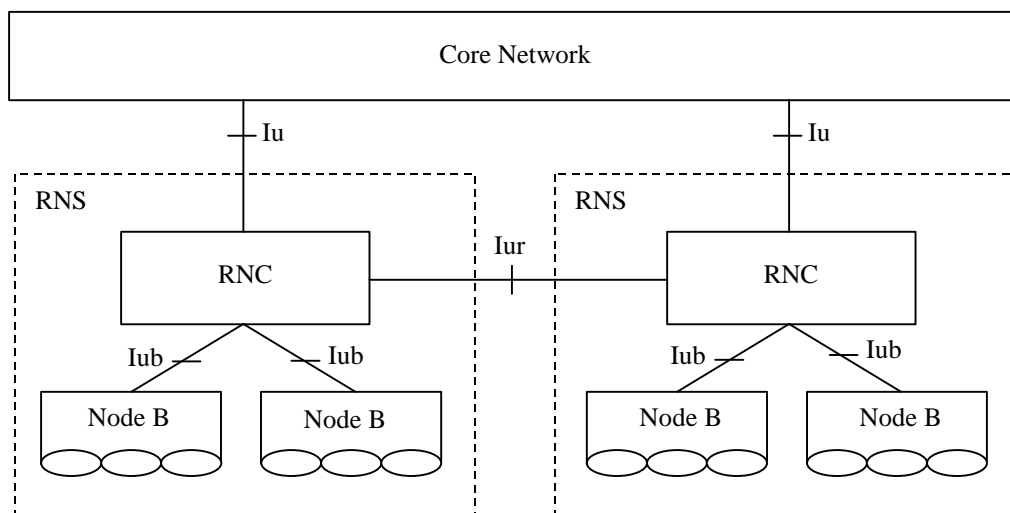 Core Network
Iu
Iu
RNS
RNS
Iur
RNC
RNC
Iub
Iub
Iub
Iub
Node B
Node B
Node B
Node B